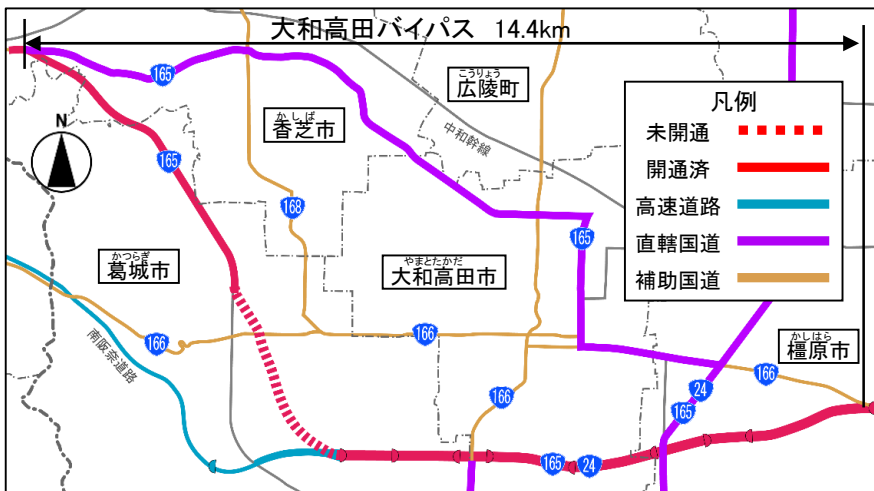 大和高田バイパス 14.4km
165
N
香芝市
かしば
広陵町
こうりょう
中和幹線
凡例
未開通
開通済
高速道路
直轄国道
補助国道
165
168
165
葛城市
かつらぎ
大和高田市
やまとたかだ
166
南阪奈道路
166
橿原市
かしはら
166
166
24
165
165
24